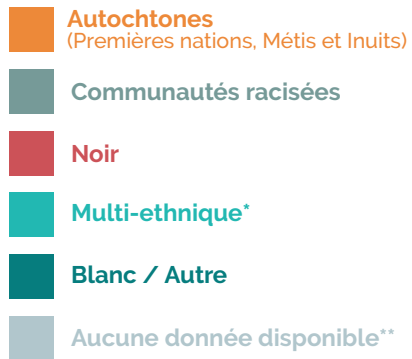 Autochtones
(Premières nations, Métis et Inuits)
Communautés racisées
Noir
Multi-ethnique*
Blanc / Autre
Aucune donnée disponible**